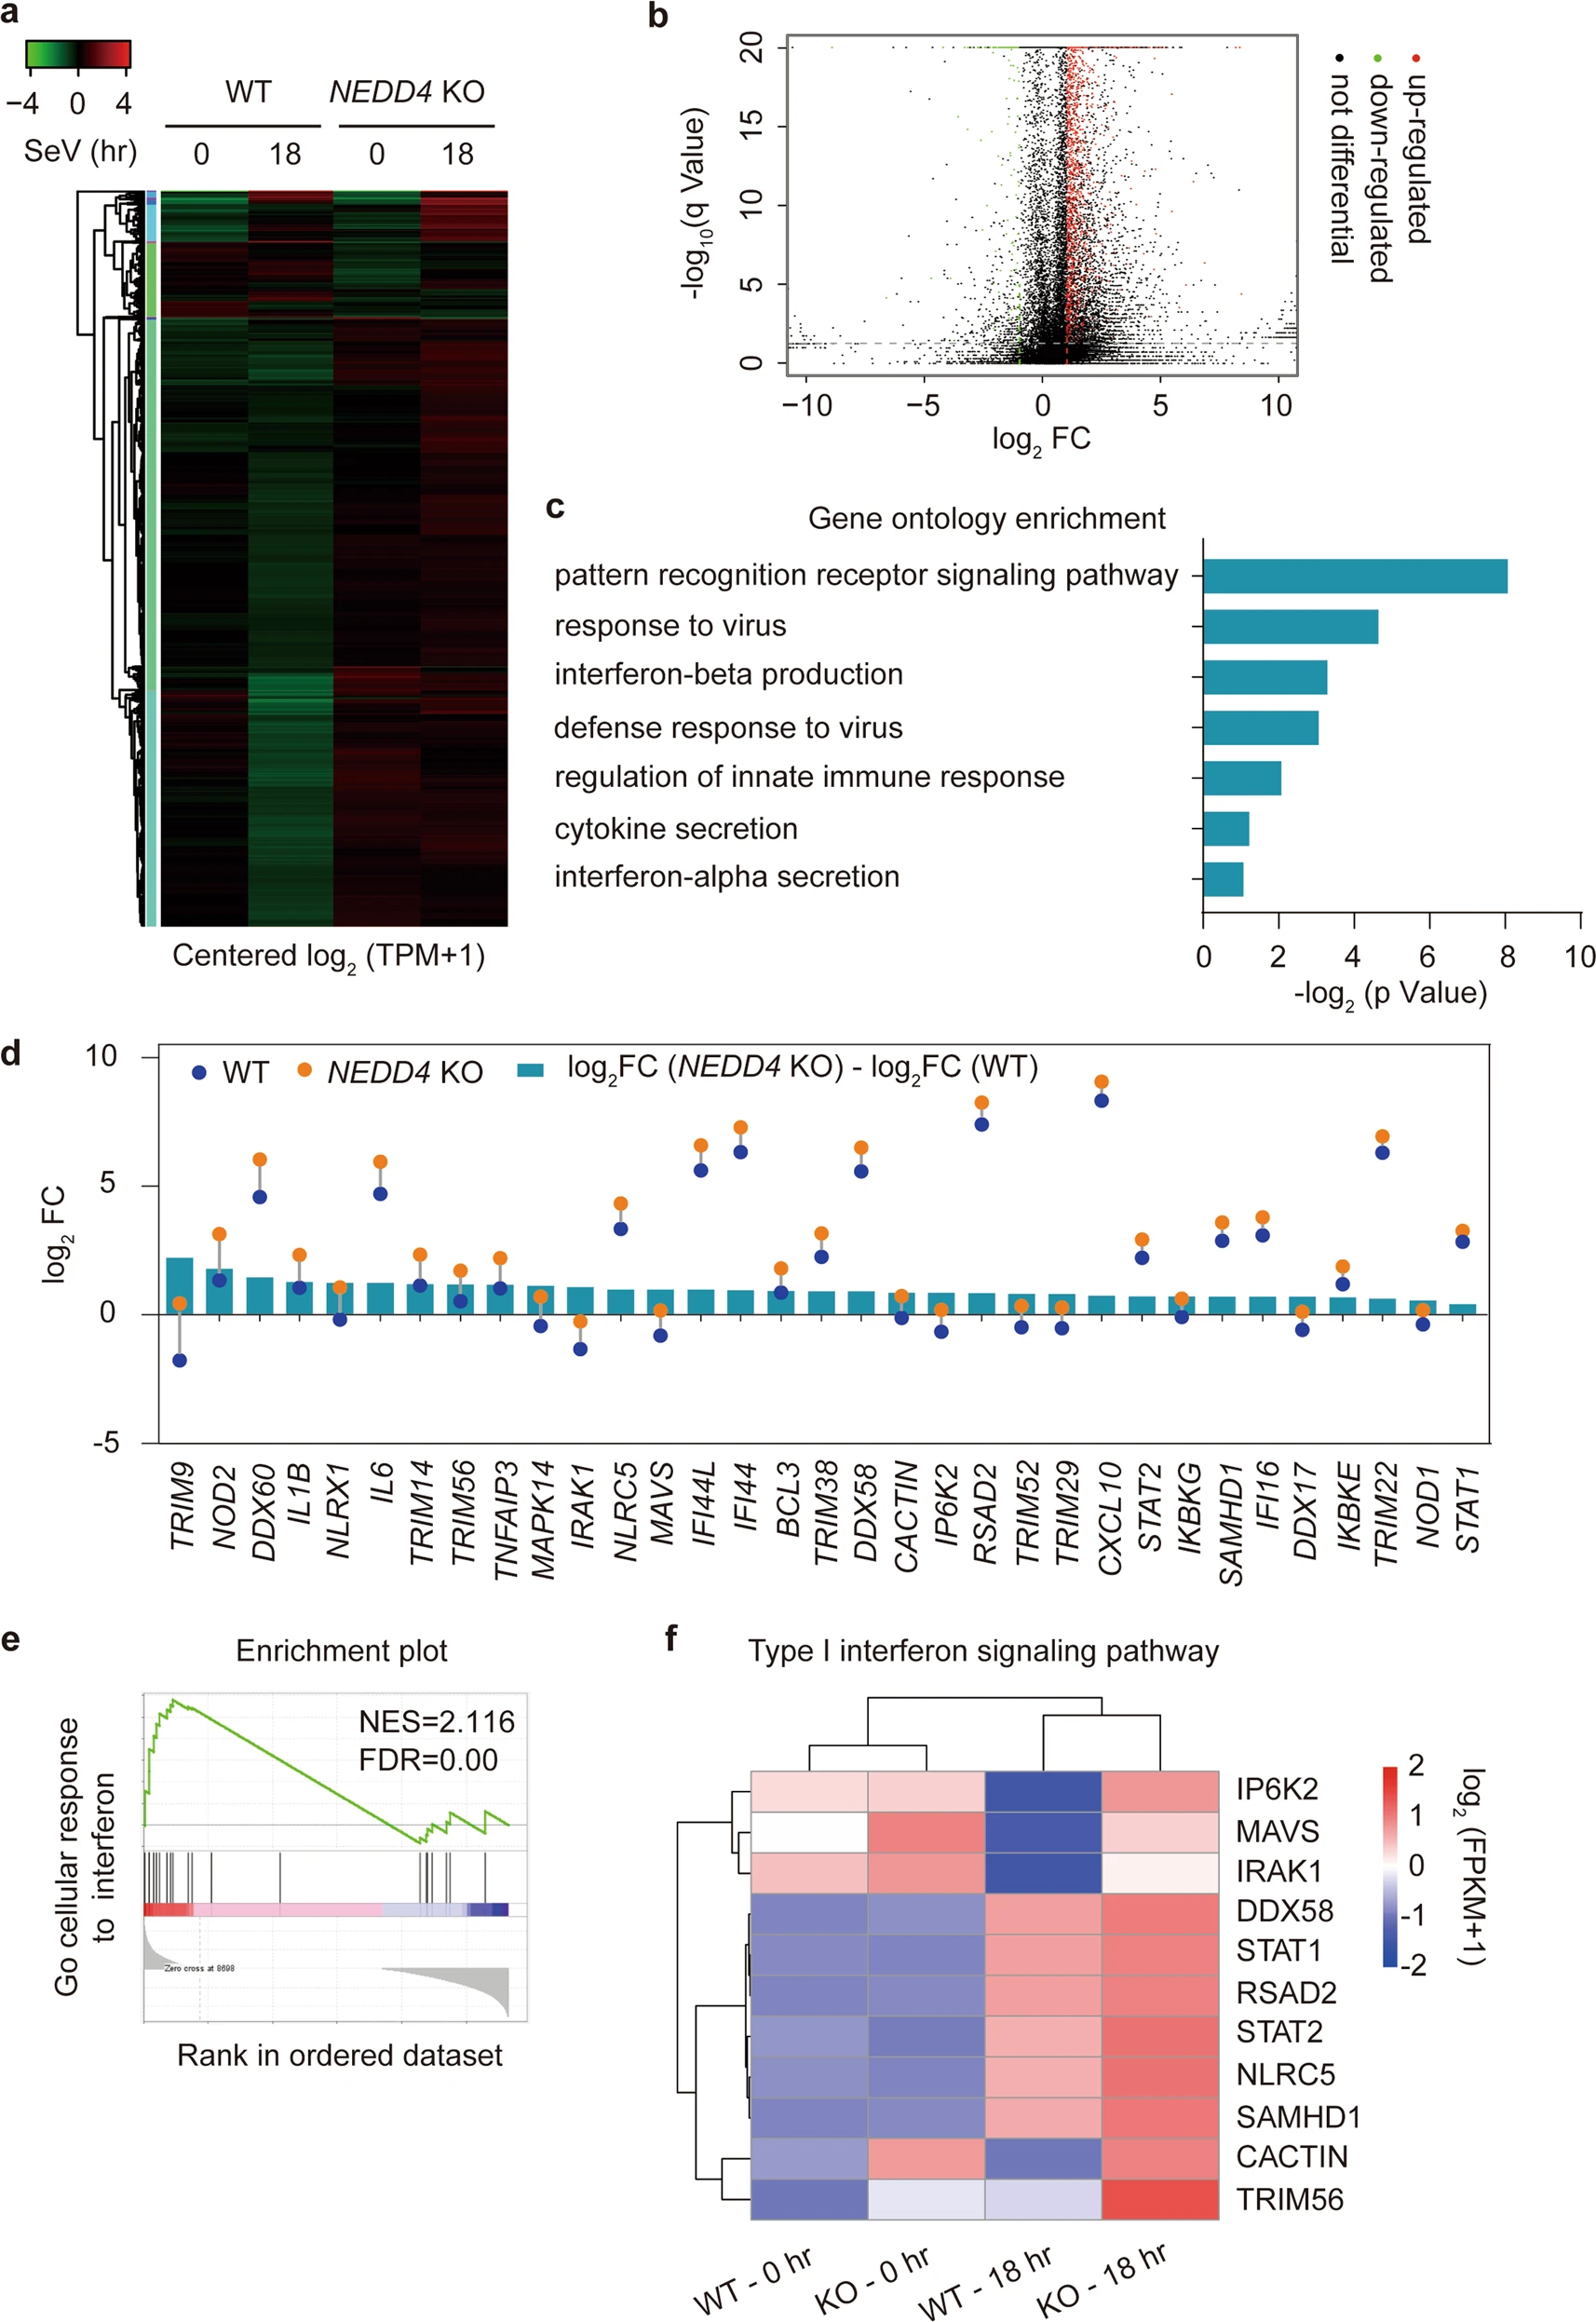 a
−4 0 4
WT NEDD4 KO
SeV (hr) 0 18 0 18
Centered log2 (TPM+1)
b
20
15
10
5
0
-log10(q Value)
−10 −5 0 5 10
log2 FC
up-regulated
down-regulated
not differential
c
Gene ontology enrichment
pattern recognition receptor signaling pathway
response to virus
interferon-beta production
defense response to virus
regulation of innate immune response
cytokine secretion
interferon-alpha secretion
0 2 4 6 8 10
-log2 (p Value)
d
WT NEDD4 KO log2FC (NEDD4 KO) - log2FC (WT)
10
5
0
-5
log2 FC
TRIM9
NOD2
DDX60
IL1B
NLRX1
IL6
TRIM14
TRIM56
TNFAIP3
MAPK14
IRAK1
NLRC5
MAVS
IFI44L
IFI44
BCL3
TRIM38
DDX58
CACTIN
IP6K2
RSAD2
TRIM52
TRIM29
CXCL10
STAT2
IKBKG
SAMHD1
IFI16
DDX17
IKBKE
TRIM22
NOD1
STAT1
e
Enrichment plot
NES=2.116
FDR=0.00
Go cellular response
to interferon
Zero cross at 8698
Rank in ordered dataset
f
Type I interferon signaling pathway
IP6K2
MAVS
IRAK1
DDX58
STAT1
RSAD2
STAT2
NLRC5
SAMHD1
CACTIN
TRIM56
WT - 0 hr
KO - 0 hr
WT - 18 hr
KO - 18 hr
2
1
0
-1
-2
log2 (FPKM+1)